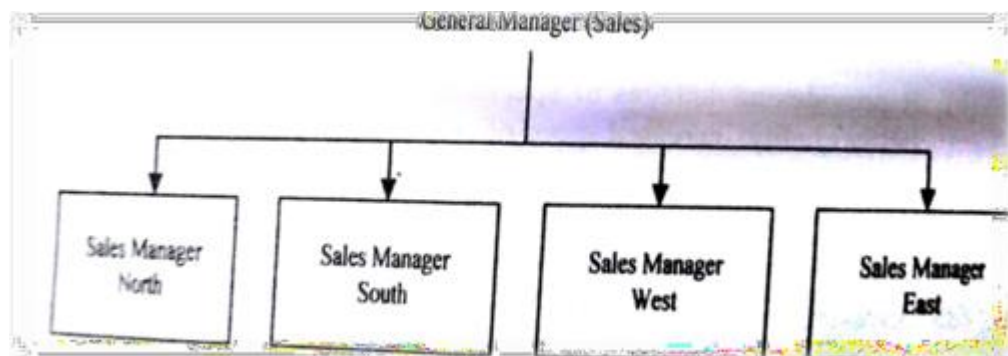 General Manager (Sales)
Sales Manager
North
Sales Manager
South
Sales Manager
West
Sales Manager
East